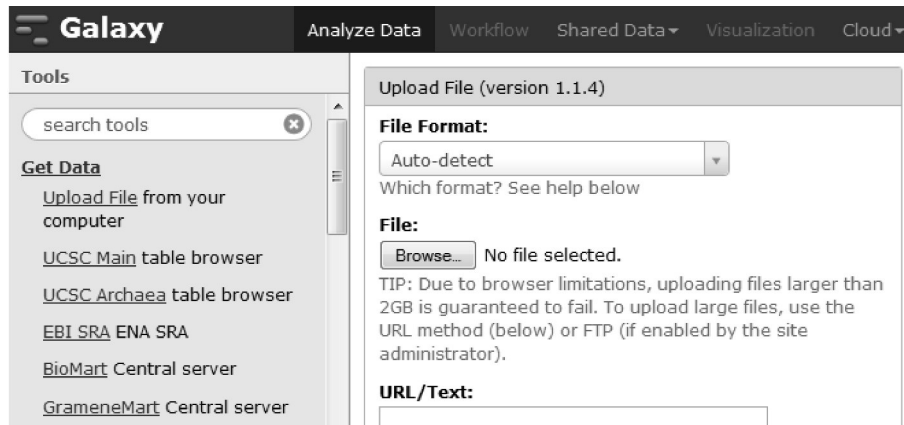 Galaxy
Analyze Data Workflow Shared Data Visualization Cloud
Tools
search tools
Get Data
Upload File from your
computer
UCSC Main table browser
UCSC Archaea table browser
EBI SRA ENA SRA
BioMart Central server
GrameneMart Central server
Upload File (version 1.1.4)
File Format:
Auto-detect
Which format? See help below
File:
Browse... No file selected.
TIP: Due to browser limitations, uploading files larger than
2GB is guaranteed to fail. To upload large files, use the
URL method (below) or FTP (if enabled by the site
administrator).
URL/Text: